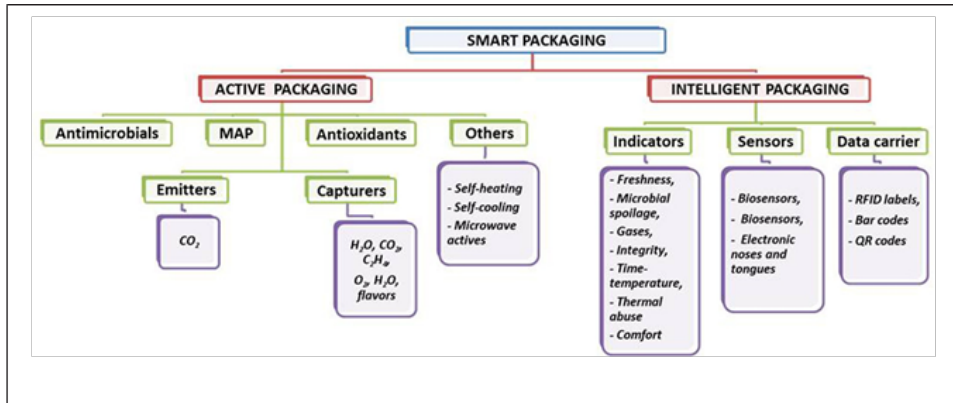 SMART PACKAGING
ACTIVE PACKAGING
INTELLIGENT PACKAGING
Antimicrobials
MAP
Antioxidants
Others
Indicators
Sensors
Data carrier
Emitters
Capturers
CO₂
H₂O, CO₂,
C₂H₄,
O₂, H₂O,
flavors
- Self-heating
- Self-cooling
- Microwave
actives
- Freshness,
- Microbial
spoilage,
- Gases,
- Integrity,
- Time-
temperature,
- Thermal
abuse
- Comfort
- Biosensors,
- Biosensors,
- Electronic
noses and
tongues
- RFID labels,
- Bar codes
- QR codes